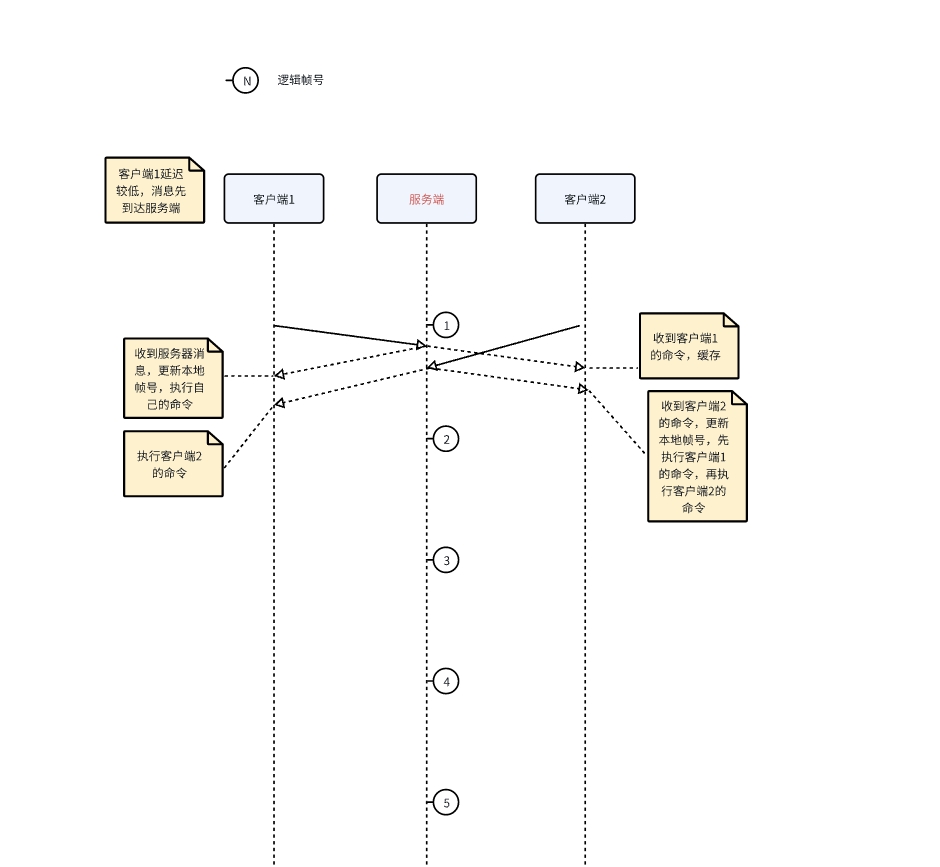 N
逻辑帧号
客户端1延迟
较低，消息先
到达服务端
客户端1
服务端
客户端2
1
收到客户端1
的命令，缓存
收到服务器消
息，更新本地
帧号，执行自
己的命令
收到客户端2
的命令，更新
本地帧号，先
执行客户端1
的命令，再执
行客户端2的
命令
执行客户端2
的命令
2
3
4
5